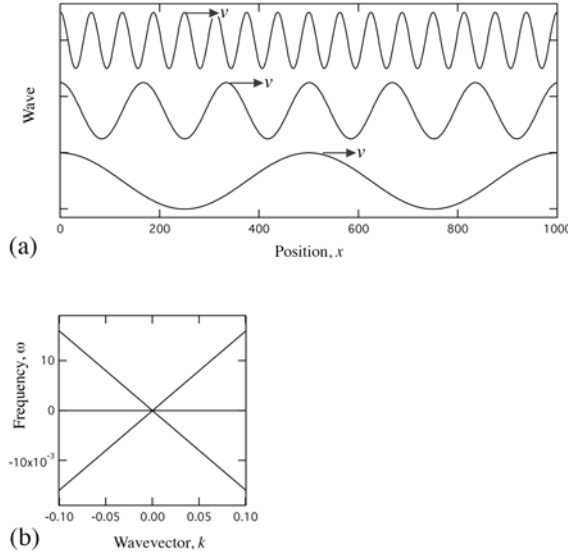 v
v
v
Wave
0 200 400 600 800 1000
Position, x
(a)
Frequency, ω
10
0
-10x10⁻³
-0.10 -0.05 0.00 0.05 0.10
Wavevector, k
(b)